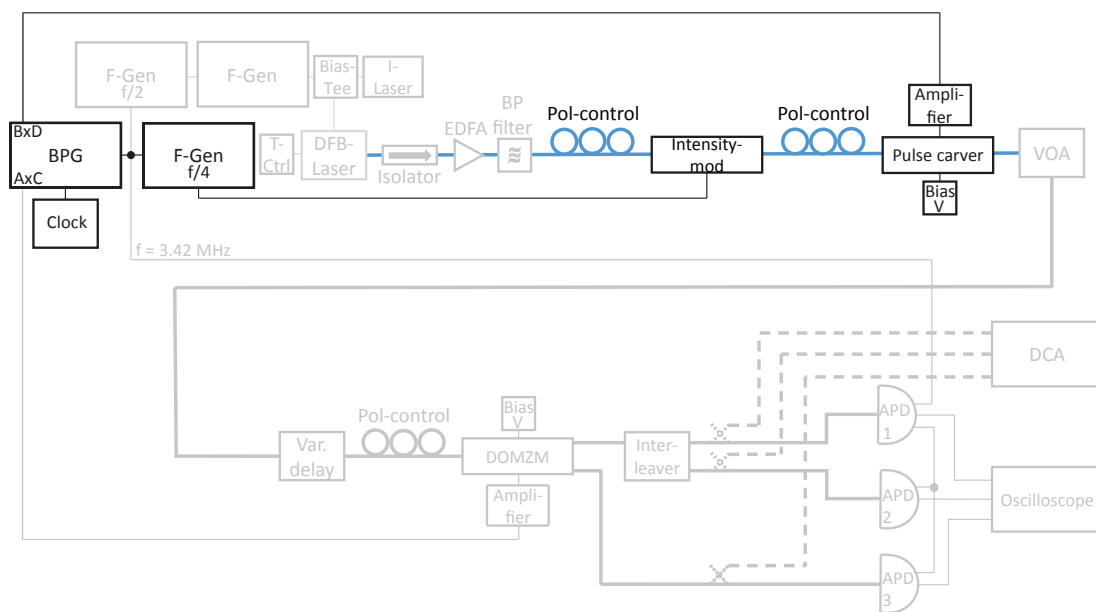 F-Gen
f/2
F-Gen
Bias-
Tee
I-
Laser
BxD
BPG
AxC
Clock
F-Gen
f/4
T-
Ctrl
DFB-
Laser
Isolator
EDFA
BP
filter
Pol-control
Intensity-
mod
Pol-control
Ampli-
fier
Pulse carver
Bias
V
VOA
f = 3.42 MHz
DCA
Var.
delay
Pol-control
Bias
V
DOMZM
Ampli-
fier
Inter-
leaver
APD
1
APD
2
APD
3
Oscilloscope